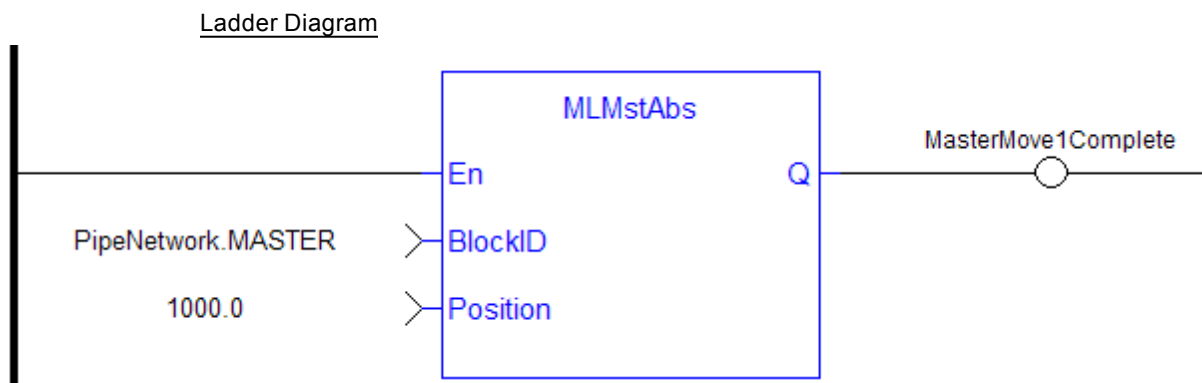 Ladder Diagram
MLMstAbs
MasterMove1Complete
En
Q
PipeNetwork.MASTER
BlockID
1000.0
Position